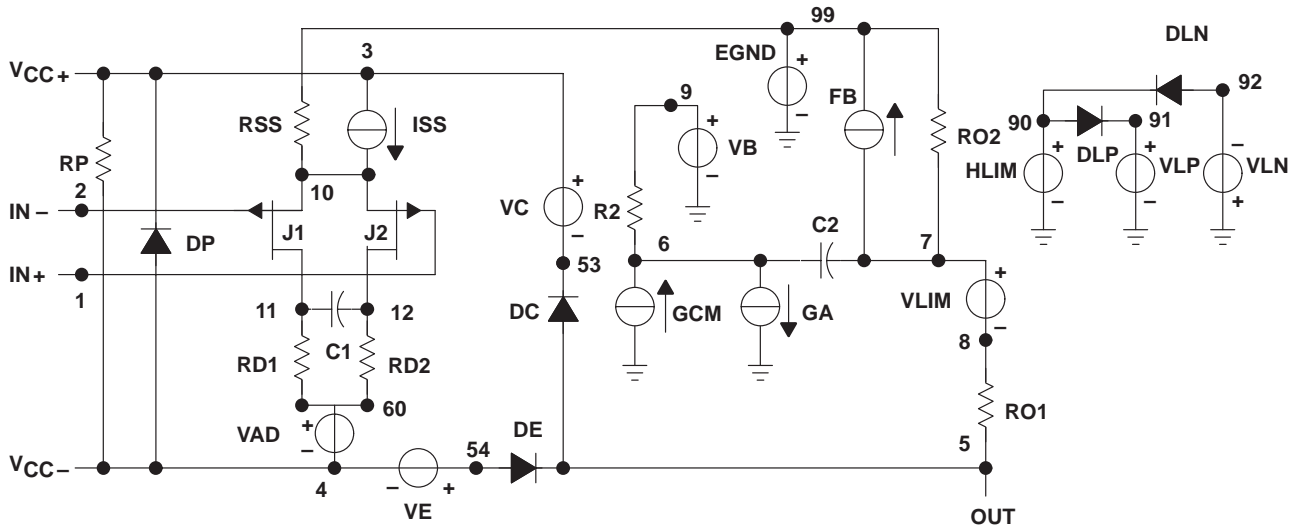 99
DLN
3
VCC+
EGND
+
92
9
FB
+
90
91
RSS
ISS
VB
RO2
DLP
+
+
–
RP
–
–
HLIM
VLP
VLN
2
10
+
–
–
+
IN–
VC
R2
C2
–
J1
J2
6
7
DP
53
+
IN+
VLIM
1
11
12
DC
GCM
GA
–
C1
8
RD1
RD2
60
RO1
VAD
+
DE
–
54
5
VCC–
4
–
+
VE
OUT